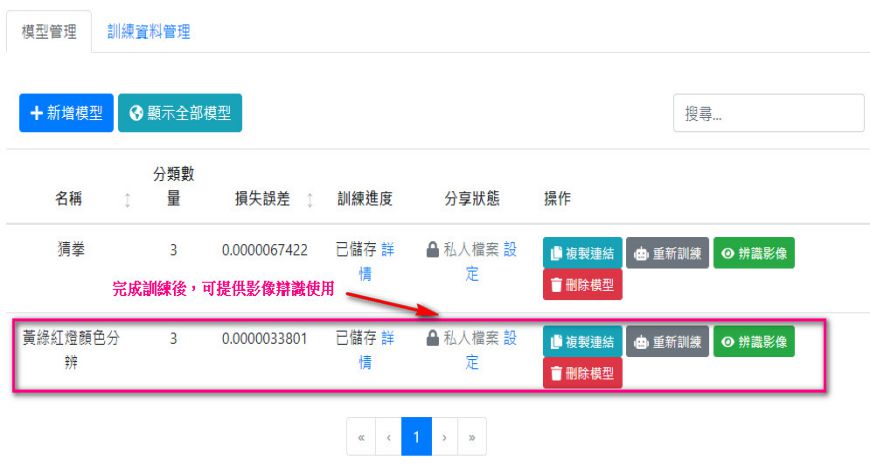 模型管理 訓練資料管理
新增模型 顯示全部模型 搜尋...
分類數
名稱 量 損失誤差 訓練進度 分享狀態 操作
猜拳 3 0.0000067422 已儲存 詳 私人檔案 設 複製連結 重新訓練 辨識影像
情 定 刪除模型
完成訓練後，可提供影像辯識使用
黃綠紅燈顏色分 3 0.0000033801 已儲存 詳 私人檔案 設 複製連結 重新訓練 辨識影像
辨 情 定 刪除模型
« ‹ 1 › »